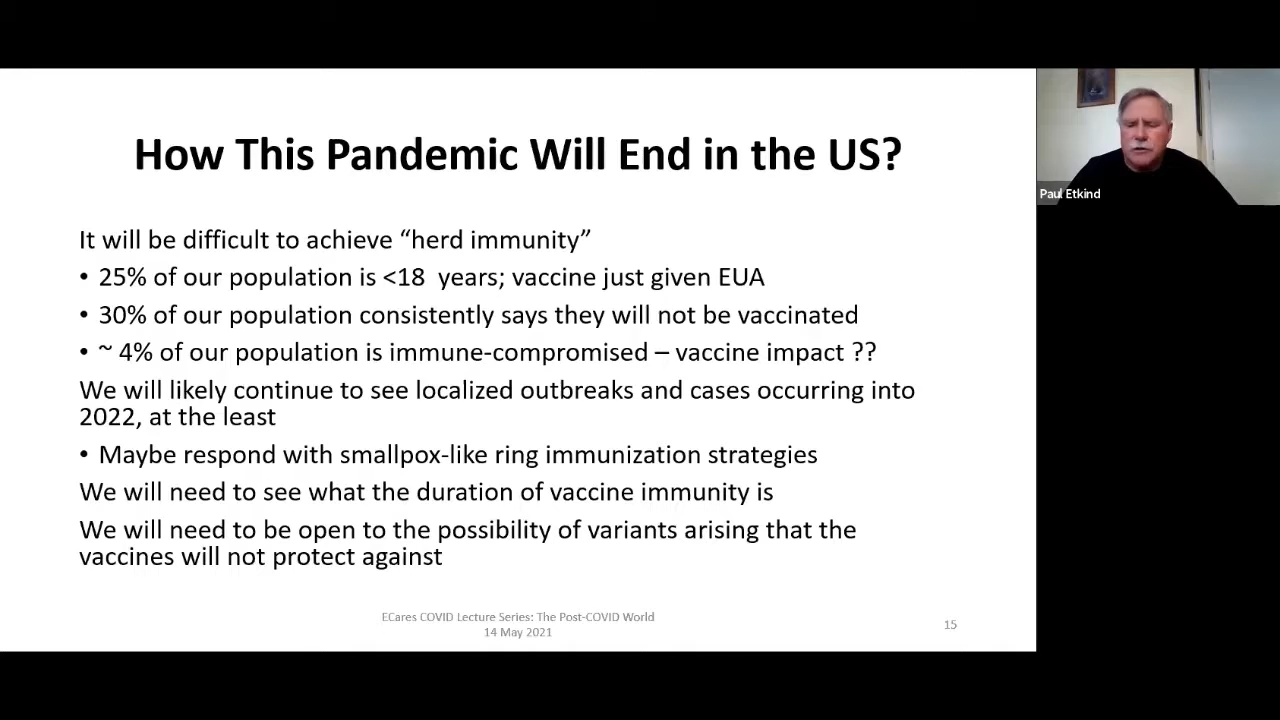 How This Pandemic Will End in the US?
It will be difficult to achieve “herd immunity”
• 25% of our population is <18  years; vaccine just given EUA
• 30% of our population consistently says they will not be vaccinated
• ~ 4% of our population is immune-compromised – vaccine impact ??
We will likely continue to see localized outbreaks and cases occurring into
2022, at the least
• Maybe respond with smallpox-like ring immunization strategies
We will need to see what the duration of vaccine immunity is
We will need to be open to the possibility of variants arising that the
vaccines will not protect against
ECares COVID Lecture Series: The Post-COVID World
14 May 2021
15
Paul Etkind